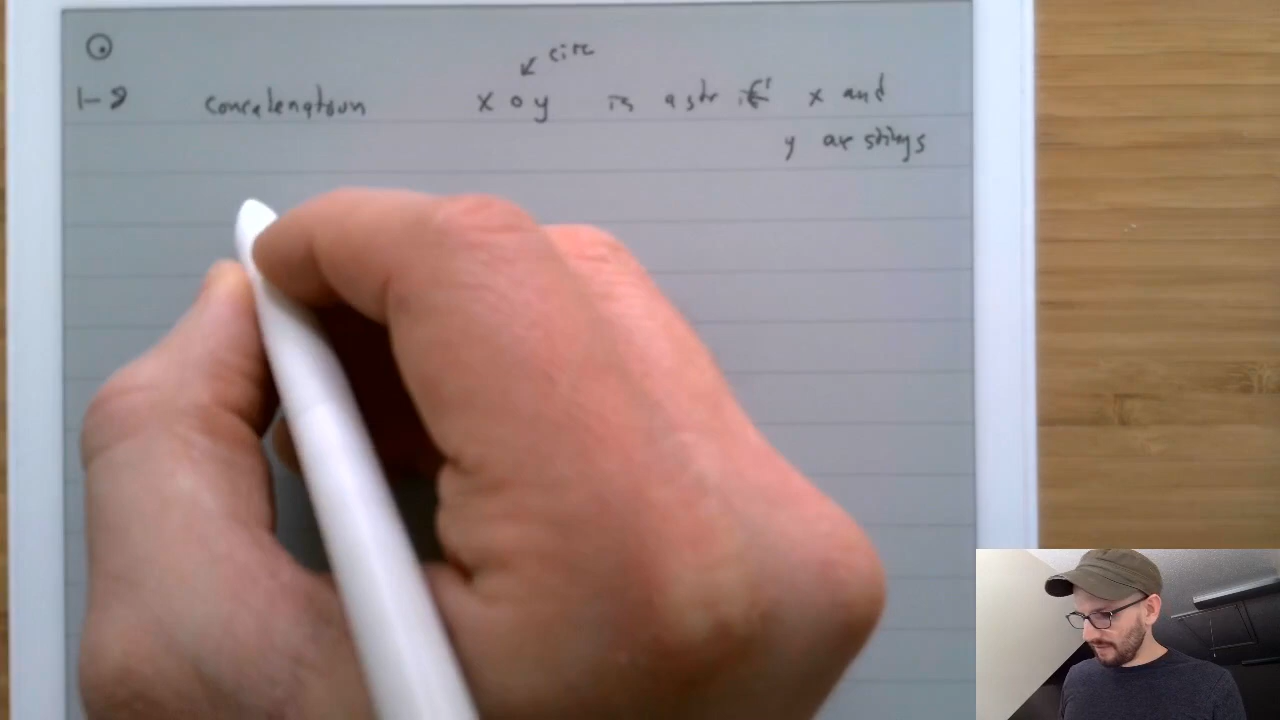 circ
1-8 concatenation x o y is a str if x and
y are strings